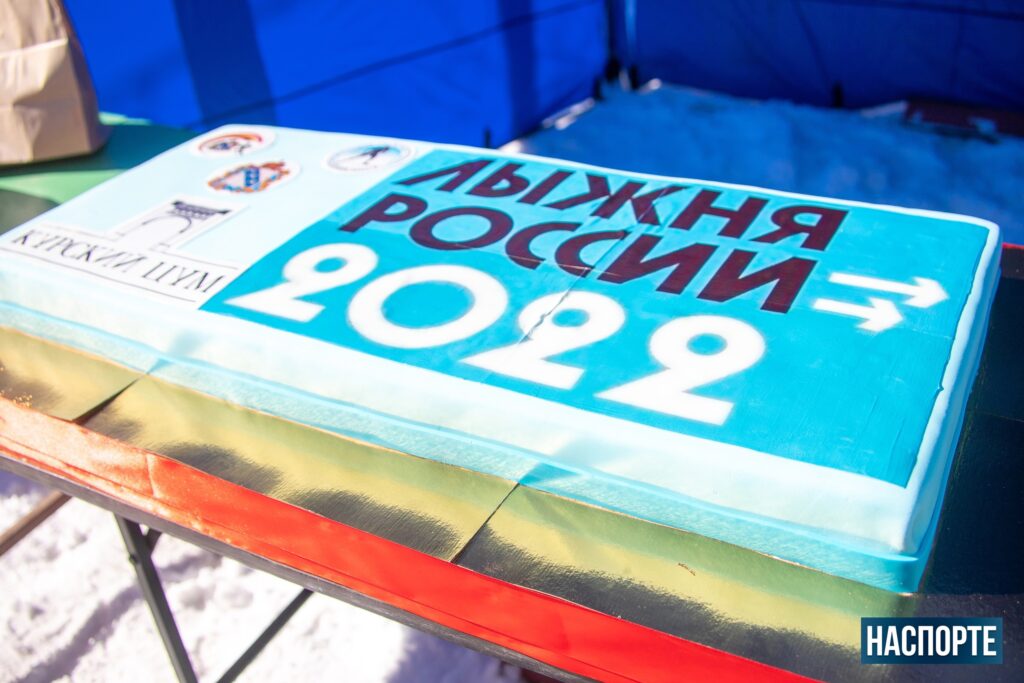 ЛЫЖНЯ
РОССИИ
2022
КУРСКИЙ ЦУМ
НАСПОРТЕ